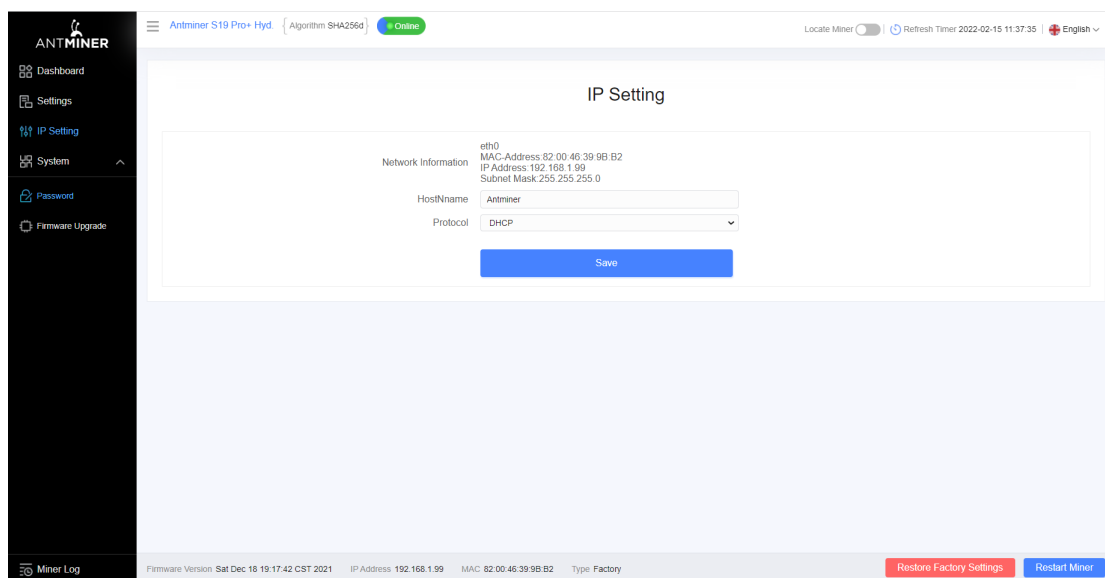 ANTMINER
Antminer S19 Pro+ Hyd. {Algorithm SHA256d} Online
Locate Miner Refresh Timer 2022-02-15 11:37:35 English
Dashboard
Settings
IP Setting
System
Password
Firmware Upgrade
IP Setting
Network Information
eth0
MAC-Address:82:00:46:39:9B:B2
IP Address:192.168.1.99
Subnet Mask:255.255.255.0
HostNname Antminer
Protocol DHCP
Save
Miner Log
Firmware Version Sat Dec 18 19:17:42 CST 2021 IP Address 192.168.1.99 MAC 82:00:46:39:9B:B2 Type Factory
Restore Factory Settings Restart Miner